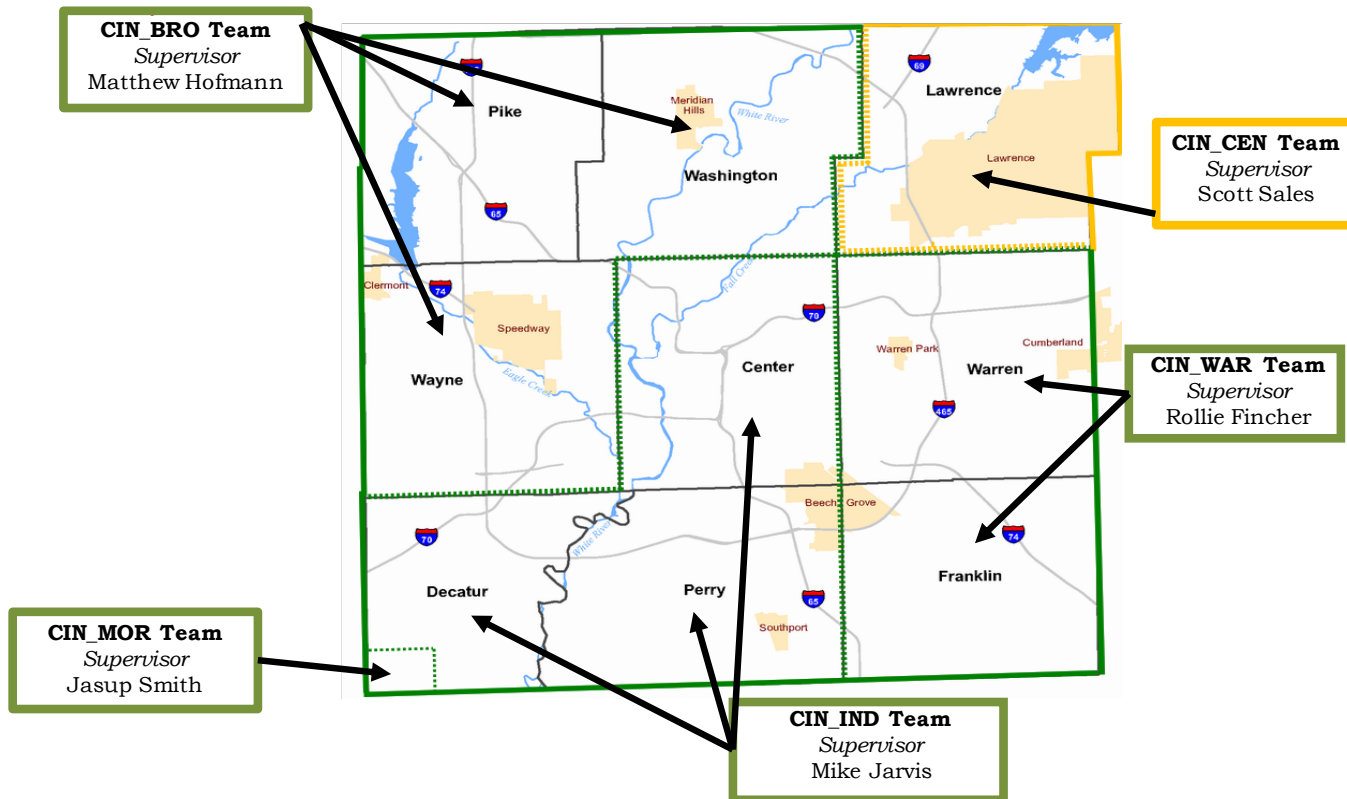 CIN_BRO Team
Supervisor
Matthew Hofmann
Pike
65
Meridian
Hills
White River
Washington
69
Lawrence
Lawrence
CIN_CEN Team
Supervisor
Scott Sales
Clermont
74
Speedway
Wayne
Eagle Creek
Fall Creek
70
Center
Warren Park
Cumberland
Warren
465
CIN_WAR Team
Supervisor
Rollie Fincher
70
White River
Beech Grove
74
Decatur
Perry
65
Southport
Franklin
CIN_MOR Team
Supervisor
Jasup Smith
CIN_IND Team
Supervisor
Mike Jarvis